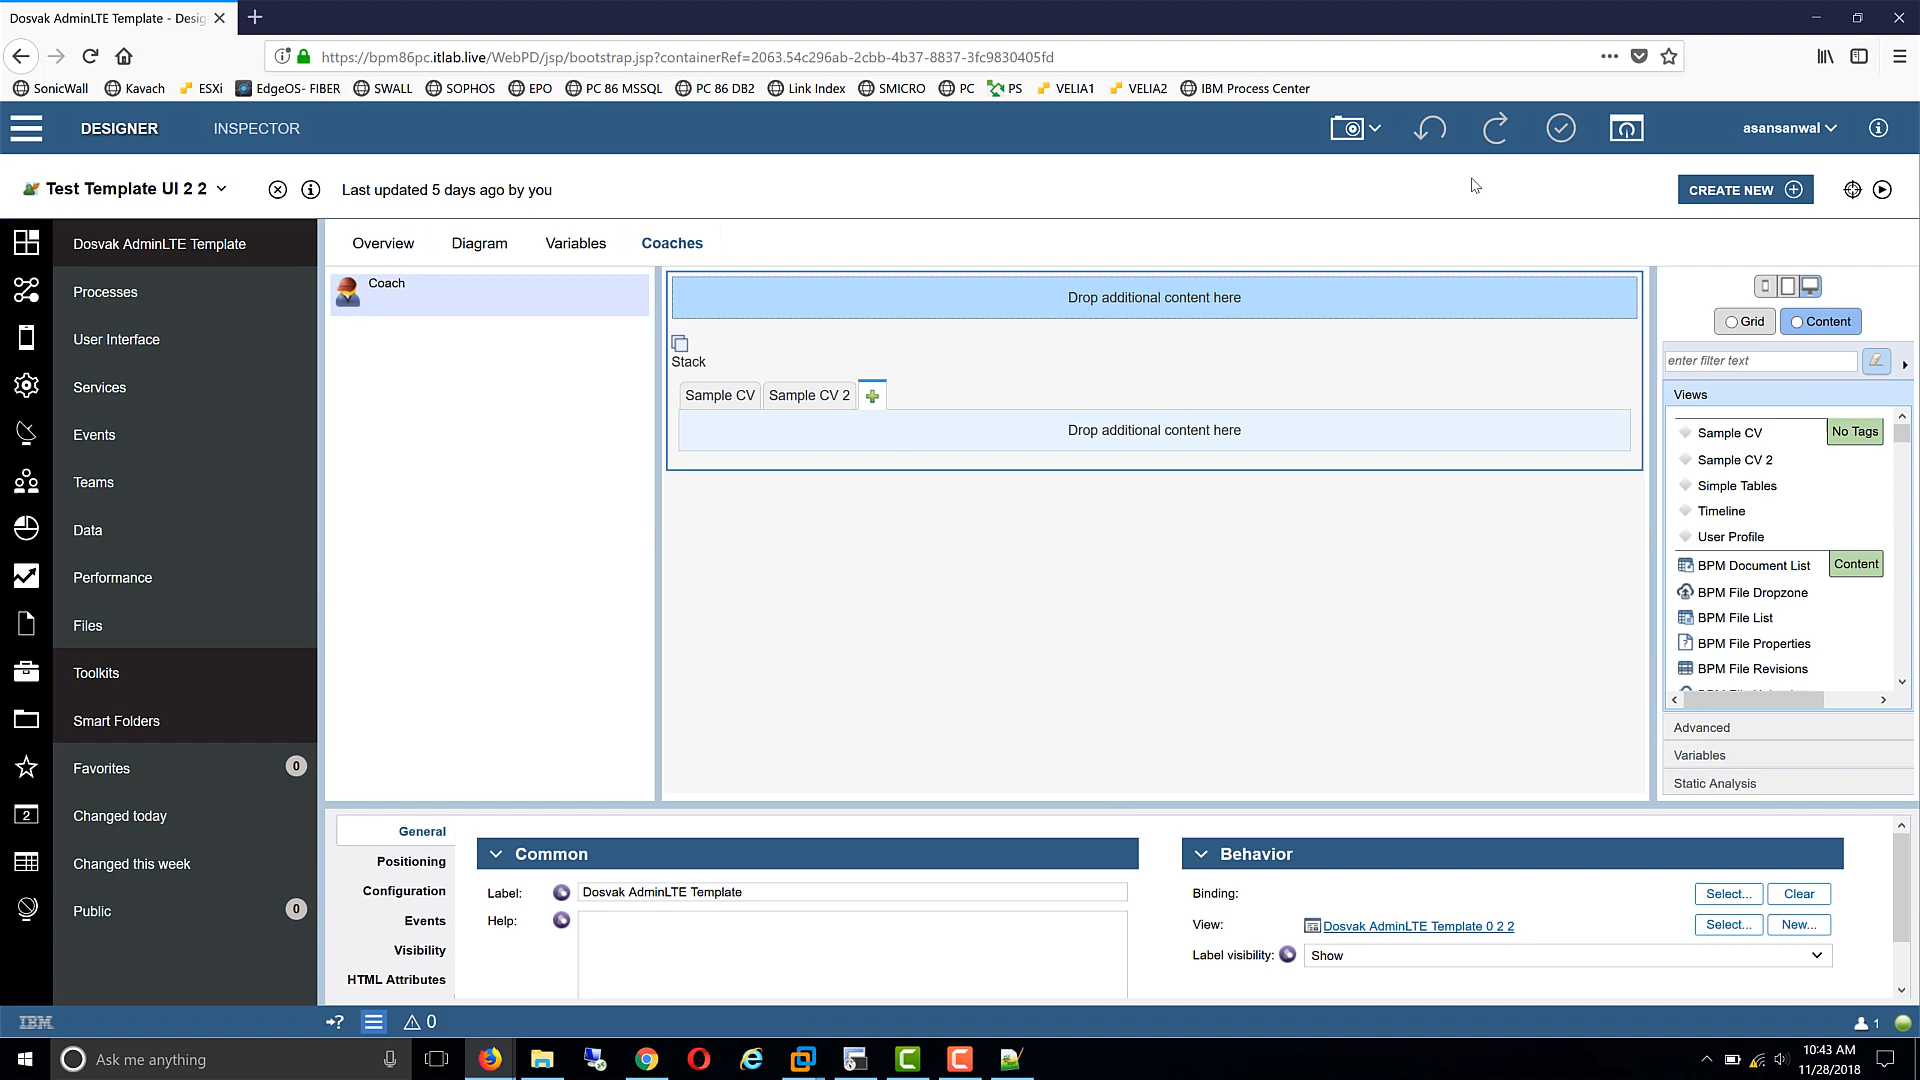 Dosvak AdminLTE Template - Desig
https://bpm86pc.itlab.live/WebPD/jsp/bootstrap.jsp?containerRef=2063.54c296ab-2cbb-4b37-8837-3fc9830405fd
SonicWall Kavach ESXi EdgeOS- FIBER SWALL SOPHOS EPO PC 86 MSSQL PC 86 DB2 Link Index SMICRO PC PS VELIA1 VELIA2 IBM Process Center
DESIGNER INSPECTOR asansanwal
Test Template UI 2 2 Last updated 5 days ago by you CREATE NEW
Dosvak AdminLTE Template
Processes
User Interface
Services
Events
Teams
Data
Performance
Files
Toolkits
Smart Folders
Favorites 0
2 Changed today
Changed this week
Public 0
Overview Diagram Variables Coaches
Coach
Drop additional content here
Stack
Sample CV Sample CV 2
Drop additional content here
Grid Content
enter filter text
Views
Sample CV No Tags
Sample CV 2
Simple Tables
Timeline
User Profile
BPM Document List Content
BPM File Dropzone
BPM File List
BPM File Properties
BPM File Revisions
Advanced
Variables
Static Analysis
General
Positioning
Configuration
Events
Visibility
HTML Attributes
Common
Label: Dosvak AdminLTE Template
Help:
Behavior
Binding: Select... Clear
View: Dosvak AdminLTE Template 0 2 2 Select... New...
Label visibility: Show
IBM ? 0 1
Ask me anything
10:43 AM
11/28/2018